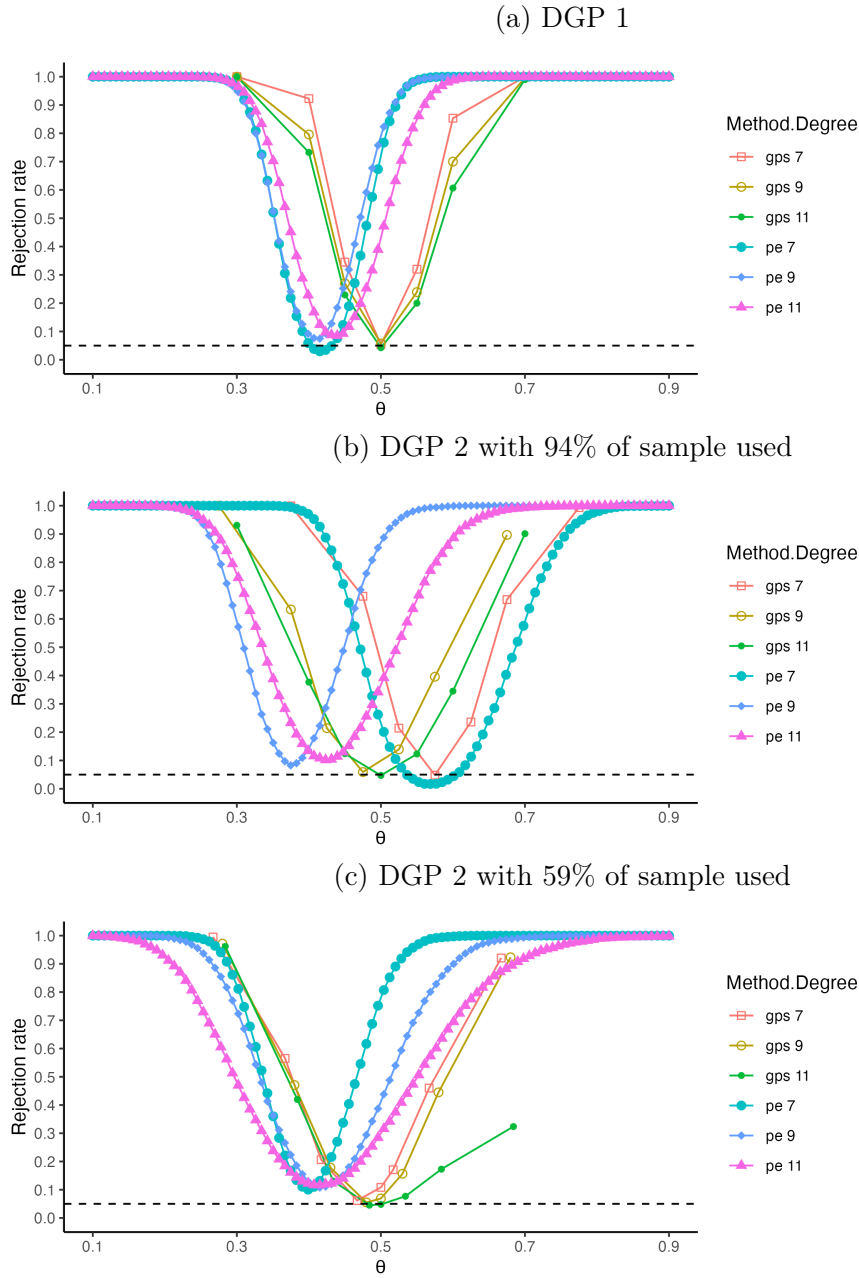 (a) DGP 1
1.0
0.9
0.8
0.7
0.6
0.5
0.4
0.3
0.2
0.1
0.0
Rejection rate
0.1 0.3 0.5 0.7 0.9
θ
Method.Degree
gps 7
gps 9
gps 11
pe 7
pe 9
pe 11
(b) DGP 2 with 94% of sample used
1.0
0.9
0.8
0.7
0.6
0.5
0.4
0.3
0.2
0.1
0.0
Rejection rate
0.1 0.3 0.5 0.7 0.9
θ
Method.Degree
gps 7
gps 9
gps 11
pe 7
pe 9
pe 11
(c) DGP 2 with 59% of sample used
1.0
0.9
0.8
0.7
0.6
0.5
0.4
0.3
0.2
0.1
0.0
Rejection rate
0.1 0.3 0.5 0.7 0.9
θ
Method.Degree
gps 7
gps 9
gps 11
pe 7
pe 9
pe 11